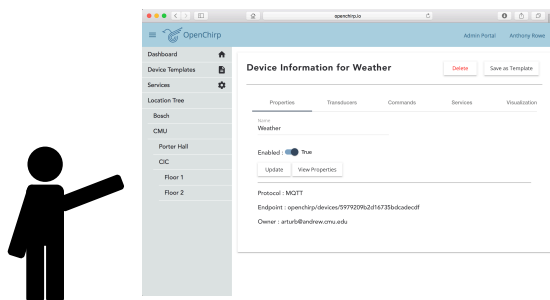 openchirp.io
OpenChirp
Admin Portal
Anthony Rowe
Dashboard
Device Templates
Services
Location Tree
Bosch
CMU
Porter Hall
CIC
Floor 1
Floor 2
Device Information for Weather
Delete
Save as Template
Properties
Transducers
Commands
Services
Visualization
Name
Weather
Enabled : True
Update
View Properties
Protocol : MQTT
Endpoint : openchirp/devices/5979209b2d16735bdcadecdf
Owner : arturb@andrew.cmu.edu